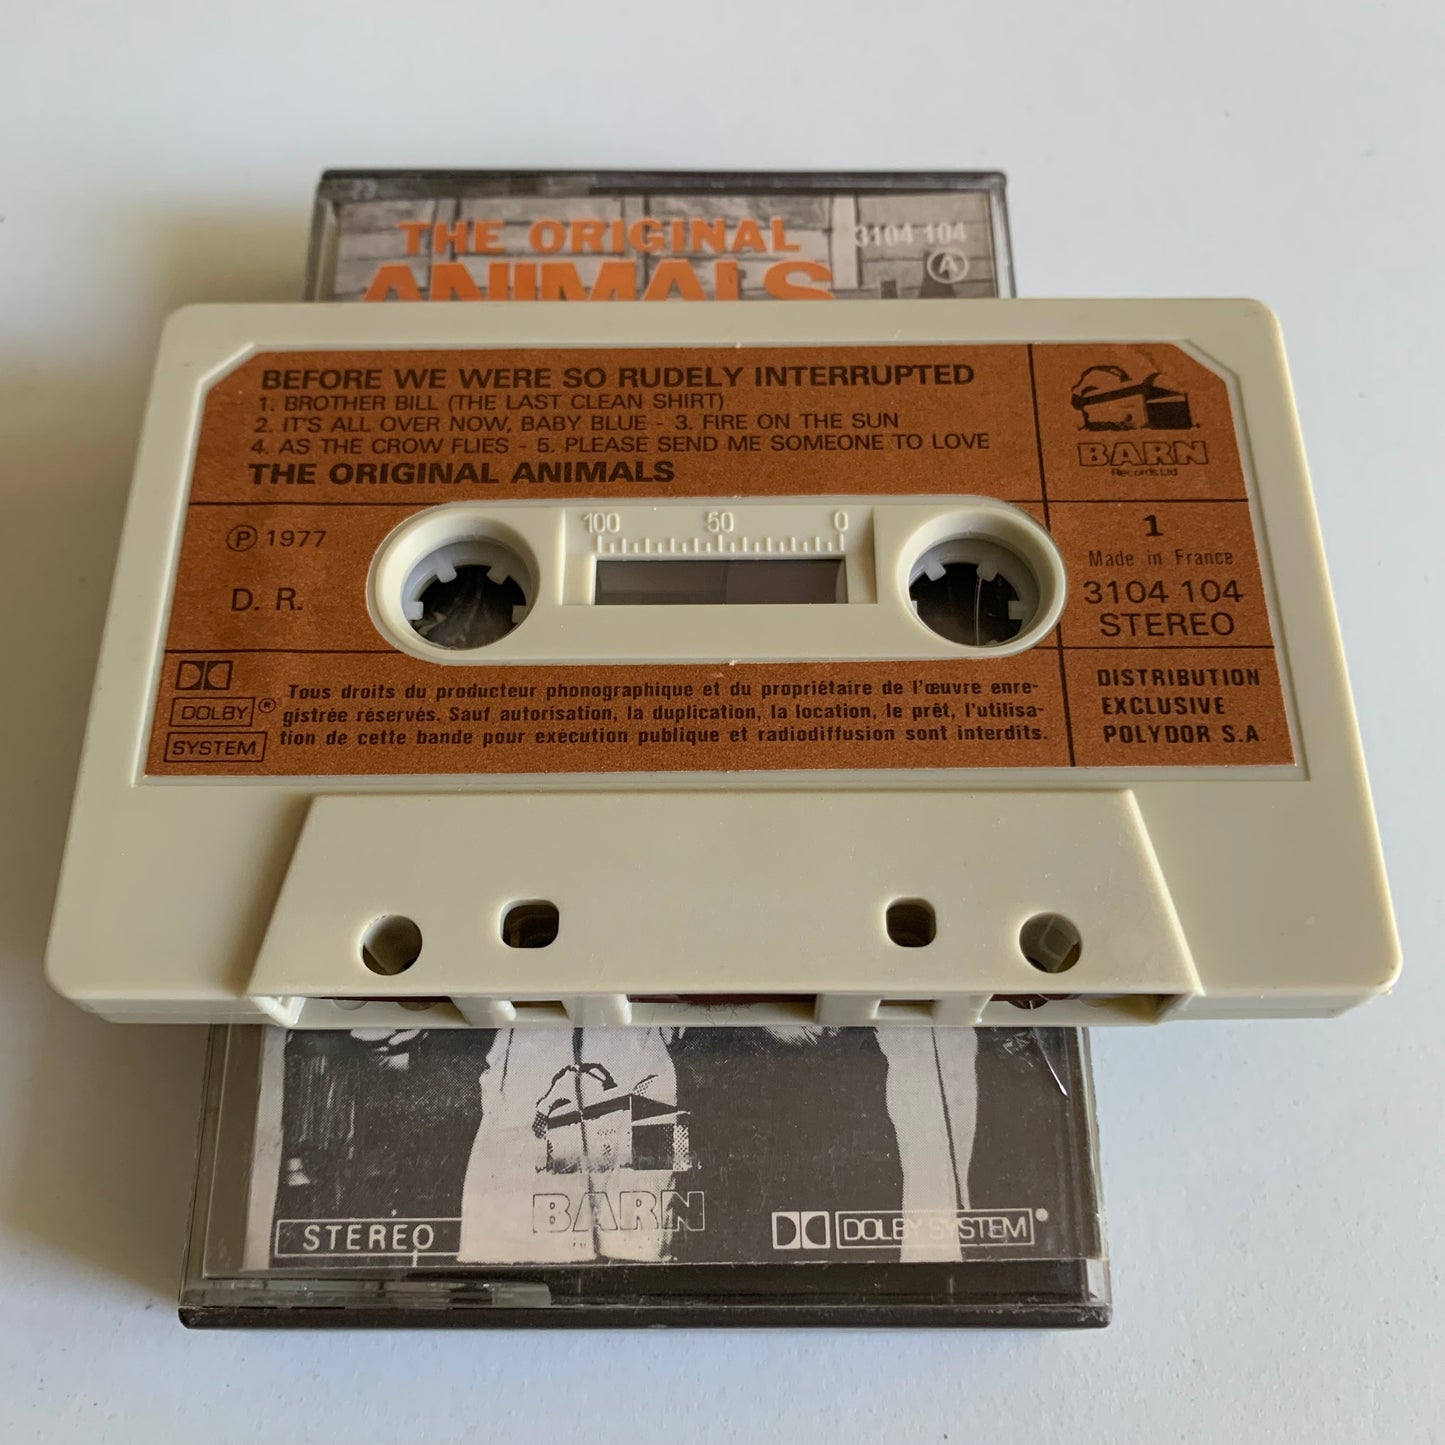 THE ORIGINAL
ANIMALS
3104 104
A
BEFORE WE WERE SO RUDELY INTERRUPTED
1. BROTHER BILL (THE LAST CLEAN SHIRT)
2. IT'S ALL OVER NOW, BABY BLUE - 3. FIRE ON THE SUN
4. AS THE CROW FLIES - 5. PLEASE SEND ME SOMEONE TO LOVE
THE ORIGINAL ANIMALS
BARN
Records Ltd
℗ 1977
D. R.
100 50 0
1
Made in France
3104 104
STEREO
DOLBY ®
SYSTEM
Tous droits du producteur phonographique et du propriétaire de l'œuvre enre-
gistrée réservés. Sauf autorisation, la duplication, la location, le prêt, l'utilisa-
tion de cette bande pour exécution publique et radiodiffusion sont interdits.
DISTRIBUTION
EXCLUSIVE
POLYDOR S.A.
BARN
STEREO
DOLBY SYSTEM